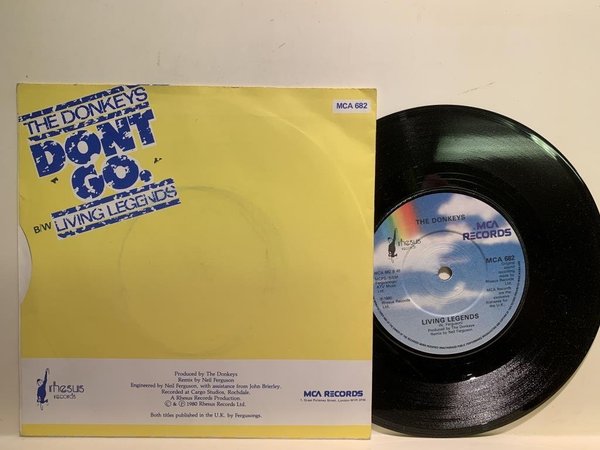 THE DONKEYS
DONT
GO.
B/W LIVING LEGENDS
MCA 682
rhesus
records
Produced by The Donkeys
Remix by Neil Ferguson
Engineered by Neil Ferguson, with assistance from John Brierley.
Recorded at Cargo Studios, Rochdale.
A Rhesus Records Production.
© & ℗ 1980 Rhesus Records Ltd.
Both titles published in the U.K. by Fergusongs.
MCA RECORDS
THE DONKEYS
MCA
RECORDS
rhesus
records
MCA 682
LIVING LEGENDS
Produced by The Donkeys
Remix by Neil Ferguson